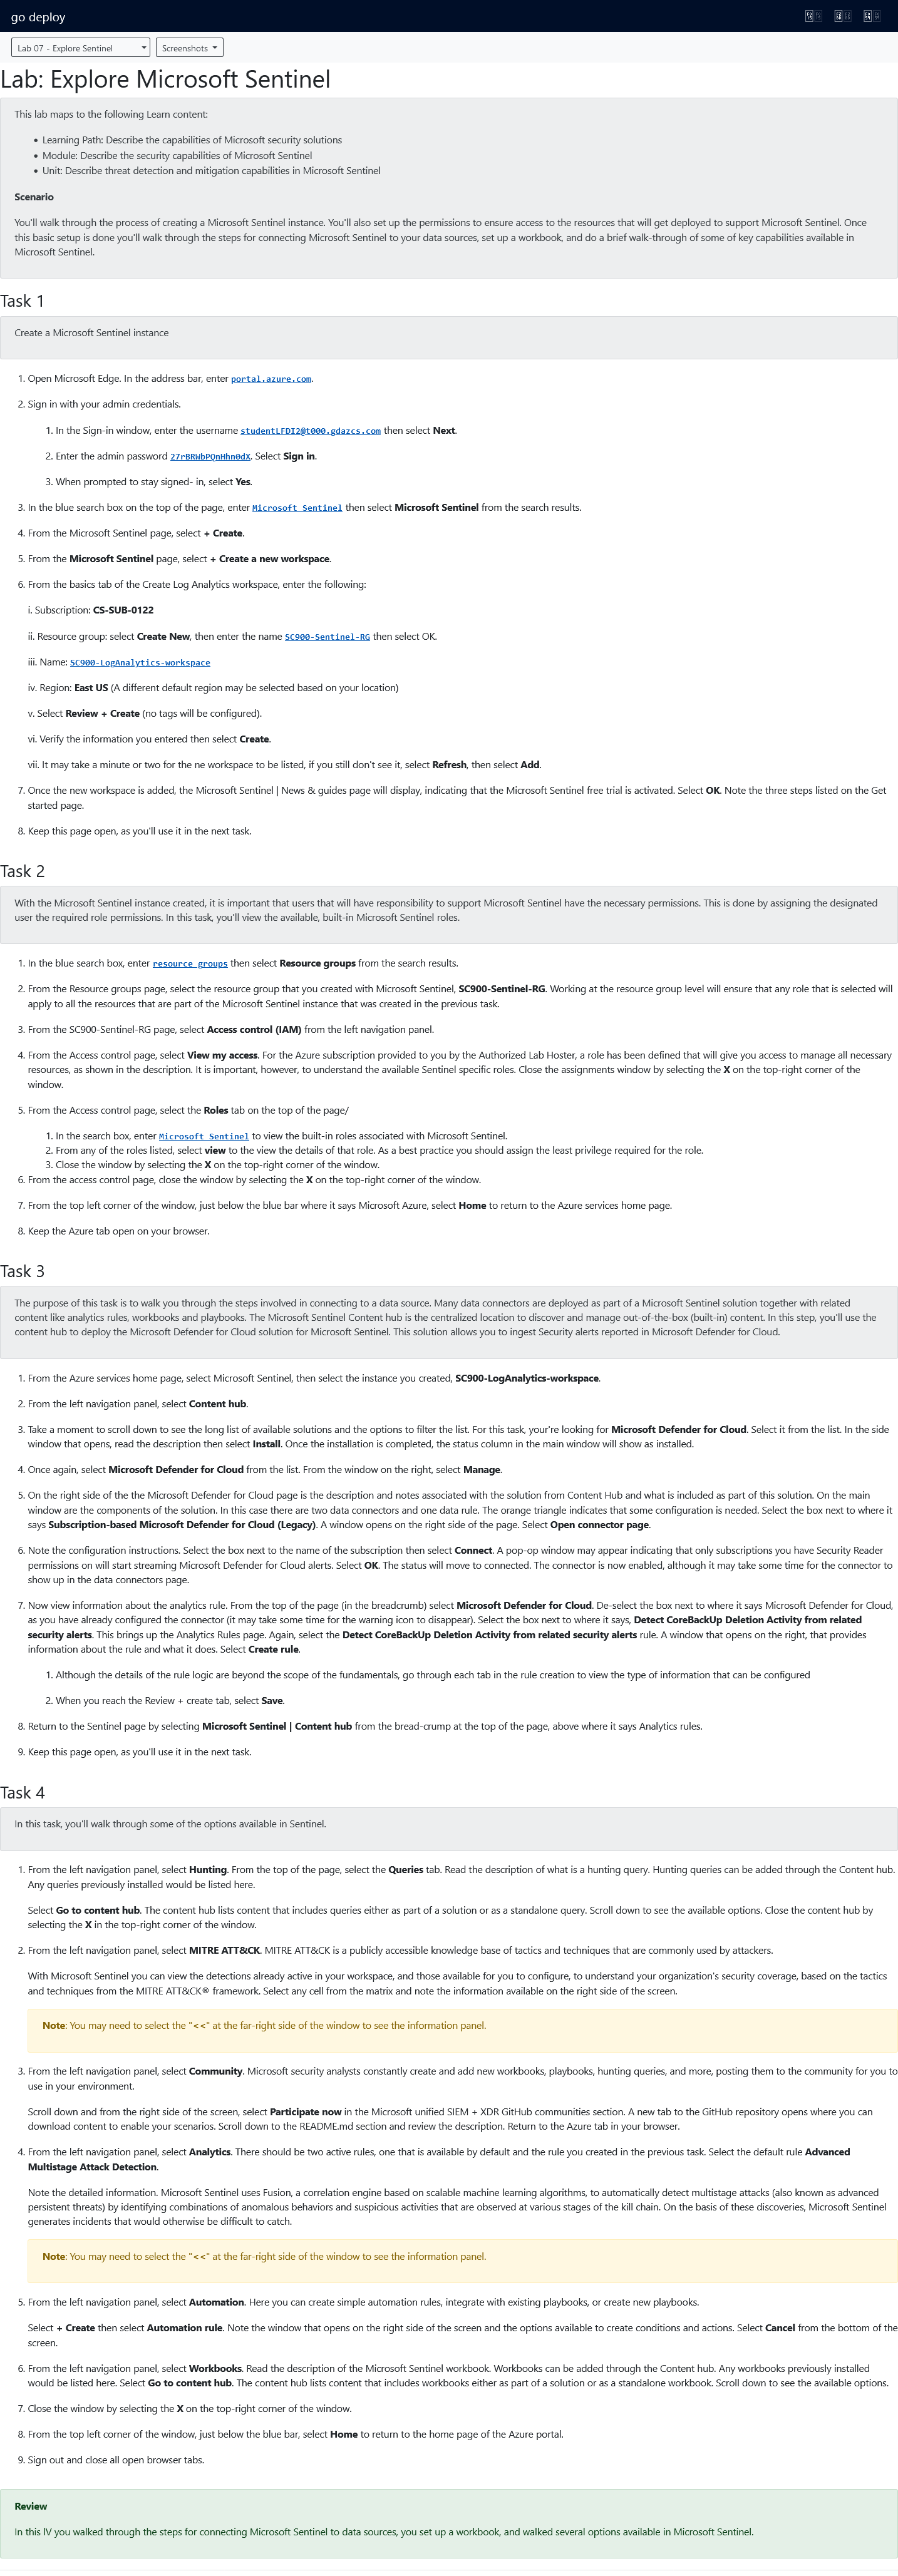 go deploy
Lab 07 - Explore Sentinel
Screenshots
Lab: Explore Microsoft Sentinel
This lab maps to the following Learn content:
• Learning Path: Describe the capabilities of Microsoft security solutions
• Module: Describe the security capabilities of Microsoft Sentinel
• Unit: Describe threat detection and mitigation capabilities in Microsoft Sentinel
Scenario
You'll walk through the process of creating a Microsoft Sentinel instance. You'll also set up the permissions to ensure access to the resources that will get deployed to support Microsoft Sentinel. Once
this basic setup is done you'll walk through the steps for connecting Microsoft Sentinel to your data sources, set up a workbook, and do a brief walk-through of some of key capabilities available in
Microsoft Sentinel.
Task 1
Create a Microsoft Sentinel instance
1. Open Microsoft Edge. In the address bar, enter portal.azure.com.
2. Sign in with your admin credentials.
1. In the Sign-in window, enter the username studentLFDI2@t000.gdazcs.com then select Next.
2. Enter the admin password 27rBRWbPQnHhn0dX. Select Sign in.
3. When prompted to stay signed- in, select Yes.
3. In the blue search box on the top of the page, enter Microsoft Sentinel then select Microsoft Sentinel from the search results.
4. From the Microsoft Sentinel page, select + Create.
5. From the Microsoft Sentinel page, select + Create a new workspace.
6. From the basics tab of the Create Log Analytics workspace, enter the following:
i. Subscription: CS-SUB-0122
ii. Resource group: select Create New, then enter the name SC900-Sentinel-RG then select OK.
iii. Name: SC900-LogAnalytics-workspace
iv. Region: East US (A different default region may be selected based on your location)
v. Select Review + Create (no tags will be configured).
vi. Verify the information you entered then select Create.
vii. It may take a minute or two for the ne workspace to be listed, if you still don't see it, select Refresh, then select Add.
7. Once the new workspace is added, the Microsoft Sentinel | News & guides page will display, indicating that the Microsoft Sentinel free trial is activated. Select OK. Note the three steps listed on the Get
started page.
8. Keep this page open, as you'll use it in the next task.
Task 2
With the Microsoft Sentinel instance created, it is important that users that will have responsibility to support Microsoft Sentinel have the necessary permissions. This is done by assigning the designated
user the required role permissions. In this task, you'll view the available, built-in Microsoft Sentinel roles.
1. In the blue search box, enter resource groups then select Resource groups from the search results.
2. From the Resource groups page, select the resource group that you created with Microsoft Sentinel, SC900-Sentinel-RG. Working at the resource group level will ensure that any role that is selected will
apply to all the resources that are part of the Microsoft Sentinel instance that was created in the previous task.
3. From the SC900-Sentinel-RG page, select Access control (IAM) from the left navigation panel.
4. From the Access control page, select View my access. For the Azure subscription provided to you by the Authorized Lab Hoster, a role has been defined that will give you access to manage all necessary
resources, as shown in the description. It is important, however, to understand the available Sentinel specific roles. Close the assignments window by selecting the X on the top-right corner of the
window.
5. From the Access control page, select the Roles tab on the top of the page/
1. In the search box, enter Microsoft Sentinel to view the built-in roles associated with Microsoft Sentinel.
2. From any of the roles listed, select view to the view the details of that role. As a best practice you should assign the least privilege required for the role.
3. Close the window by selecting the X on the top-right corner of the window.
6. From the access control page, close the window by selecting the X on the top-right corner of the window.
7. From the top left corner of the window, just below the blue bar where it says Microsoft Azure, select Home to return to the Azure services home page.
8. Keep the Azure tab open on your browser.
Task 3
The purpose of this task is to walk you through the steps involved in connecting to a data source. Many data connectors are deployed as part of a Microsoft Sentinel solution together with related
content like analytics rules, workbooks and playbooks. The Microsoft Sentinel Content hub is the centralized location to discover and manage out-of-the-box (built-in) content. In this step, you'll use the
content hub to deploy the Microsoft Defender for Cloud solution for Microsoft Sentinel. This solution allows you to ingest Security alerts reported in Microsoft Defender for Cloud.
1. From the Azure services home page, select Microsoft Sentinel, then select the instance you created, SC900-LogAnalytics-workspace.
2. From the left navigation panel, select Content hub.
3. Take a moment to scroll down to see the long list of available solutions and the options to filter the list. For this task, your're looking for Microsoft Defender for Cloud. Select it from the list. In the side
window that opens, read the description then select Install. Once the installation is completed, the status column in the main window will show as installed.
4. Once again, select Microsoft Defender for Cloud from the list. From the window on the right, select Manage.
5. On the right side of the the Microsoft Defender for Cloud page is the description and notes associated with the solution from Content Hub and what is included as part of this solution. On the main
window are the components of the solution. In this case there are two data connectors and one data rule. The orange triangle indicates that some configuration is needed. Select the box next to where it
says Subscription-based Microsoft Defender for Cloud (Legacy). A window opens on the right side of the page. Select Open connector page.
6. Note the configuration instructions. Select the box next to the name of the subscription then select Connect. A pop-op window may appear indicating that only subscriptions you have Security Reader
permissions on will start streaming Microsoft Defender for Cloud alerts. Select OK. The status will move to connected. The connector is now enabled, although it may take some time for the connector to
show up in the data connectors page.
7. Now view information about the analytics rule. From the top of the page (in the breadcrumb) select Microsoft Defender for Cloud. De-select the box next to where it says Microsoft Defender for Cloud,
as you have already configured the connector (it may take some time for the warning icon to disappear). Select the box next to where it says, Detect CoreBackUp Deletion Activity from related
security alerts. This brings up the Analytics Rules page. Again, select the Detect CoreBackUp Deletion Activity from related security alerts rule. A window that opens on the right, that provides
information about the rule and what it does. Select Create rule.
1. Although the details of the rule logic are beyond the scope of the fundamentals, go through each tab in the rule creation to view the type of information that can be configured
2. When you reach the Review + create tab, select Save.
8. Return to the Sentinel page by selecting Microsoft Sentinel | Content hub from the bread-crump at the top of the page, above where it says Analytics rules.
9. Keep this page open, as you'll use it in the next task.
Task 4
In this task, you'll walk through some of the options available in Sentinel.
1. From the left navigation panel, select Hunting. From the top of the page, select the Queries tab. Read the description of what is a hunting query. Hunting queries can be added through the Content hub.
Any queries previously installed would be listed here.
Select Go to content hub. The content hub lists content that includes queries either as part of a solution or as a standalone query. Scroll down to see the available options. Close the content hub by
selecting the X in the top-right corner of the window.
2. From the left navigation panel, select MITRE ATT&CK. MITRE ATT&CK is a publicly accessible knowledge base of tactics and techniques that are commonly used by attackers.
With Microsoft Sentinel you can view the detections already active in your workspace, and those available for you to configure, to understand your organization's security coverage, based on the tactics
and techniques from the MITRE ATT&CK® framework. Select any cell from the matrix and note the information available on the right side of the screen.
Note: You may need to select the "<<" at the far-right side of the window to see the information panel.
3. From the left navigation panel, select Community. Microsoft security analysts constantly create and add new workbooks, playbooks, hunting queries, and more, posting them to the community for you to
use in your environment.
Scroll down and from the right side of the screen, select Participate now in the Microsoft unified SIEM + XDR GitHub communities section. A new tab to the GitHub repository opens where you can
download content to enable your scenarios. Scroll down to the README.md section and review the description. Return to the Azure tab in your browser.
4. From the left navigation panel, select Analytics. There should be two active rules, one that is available by default and the rule you created in the previous task. Select the default rule Advanced
Multistage Attack Detection.
Note the detailed information. Microsoft Sentinel uses Fusion, a correlation engine based on scalable machine learning algorithms, to automatically detect multistage attacks (also known as advanced
persistent threats) by identifying combinations of anomalous behaviors and suspicious activities that are observed at various stages of the kill chain. On the basis of these discoveries, Microsoft Sentinel
generates incidents that would otherwise be difficult to catch.
Note: You may need to select the "<<" at the far-right side of the window to see the information panel.
5. From the left navigation panel, select Automation. Here you can create simple automation rules, integrate with existing playbooks, or create new playbooks.
Select + Create then select Automation rule. Note the window that opens on the right side of the screen and the options available to create conditions and actions. Select Cancel from the bottom of the
screen.
6. From the left navigation panel, select Workbooks. Read the description of the Microsoft Sentinel workbook. Workbooks can be added through the Content hub. Any workbooks previously installed
would be listed here. Select Go to content hub. The content hub lists content that includes workbooks either as part of a solution or as a standalone workbook. Scroll down to see the available options.
7. Close the window by selecting the X on the top-right corner of the window.
8. From the top left corner of the window, just below the blue bar, select Home to return to the home page of the Azure portal.
9. Sign out and close all open browser tabs.
Review
In this lV you walked through the steps for connecting Microsoft Sentinel to data sources, you set up a workbook, and walked several options available in Microsoft Sentinel.